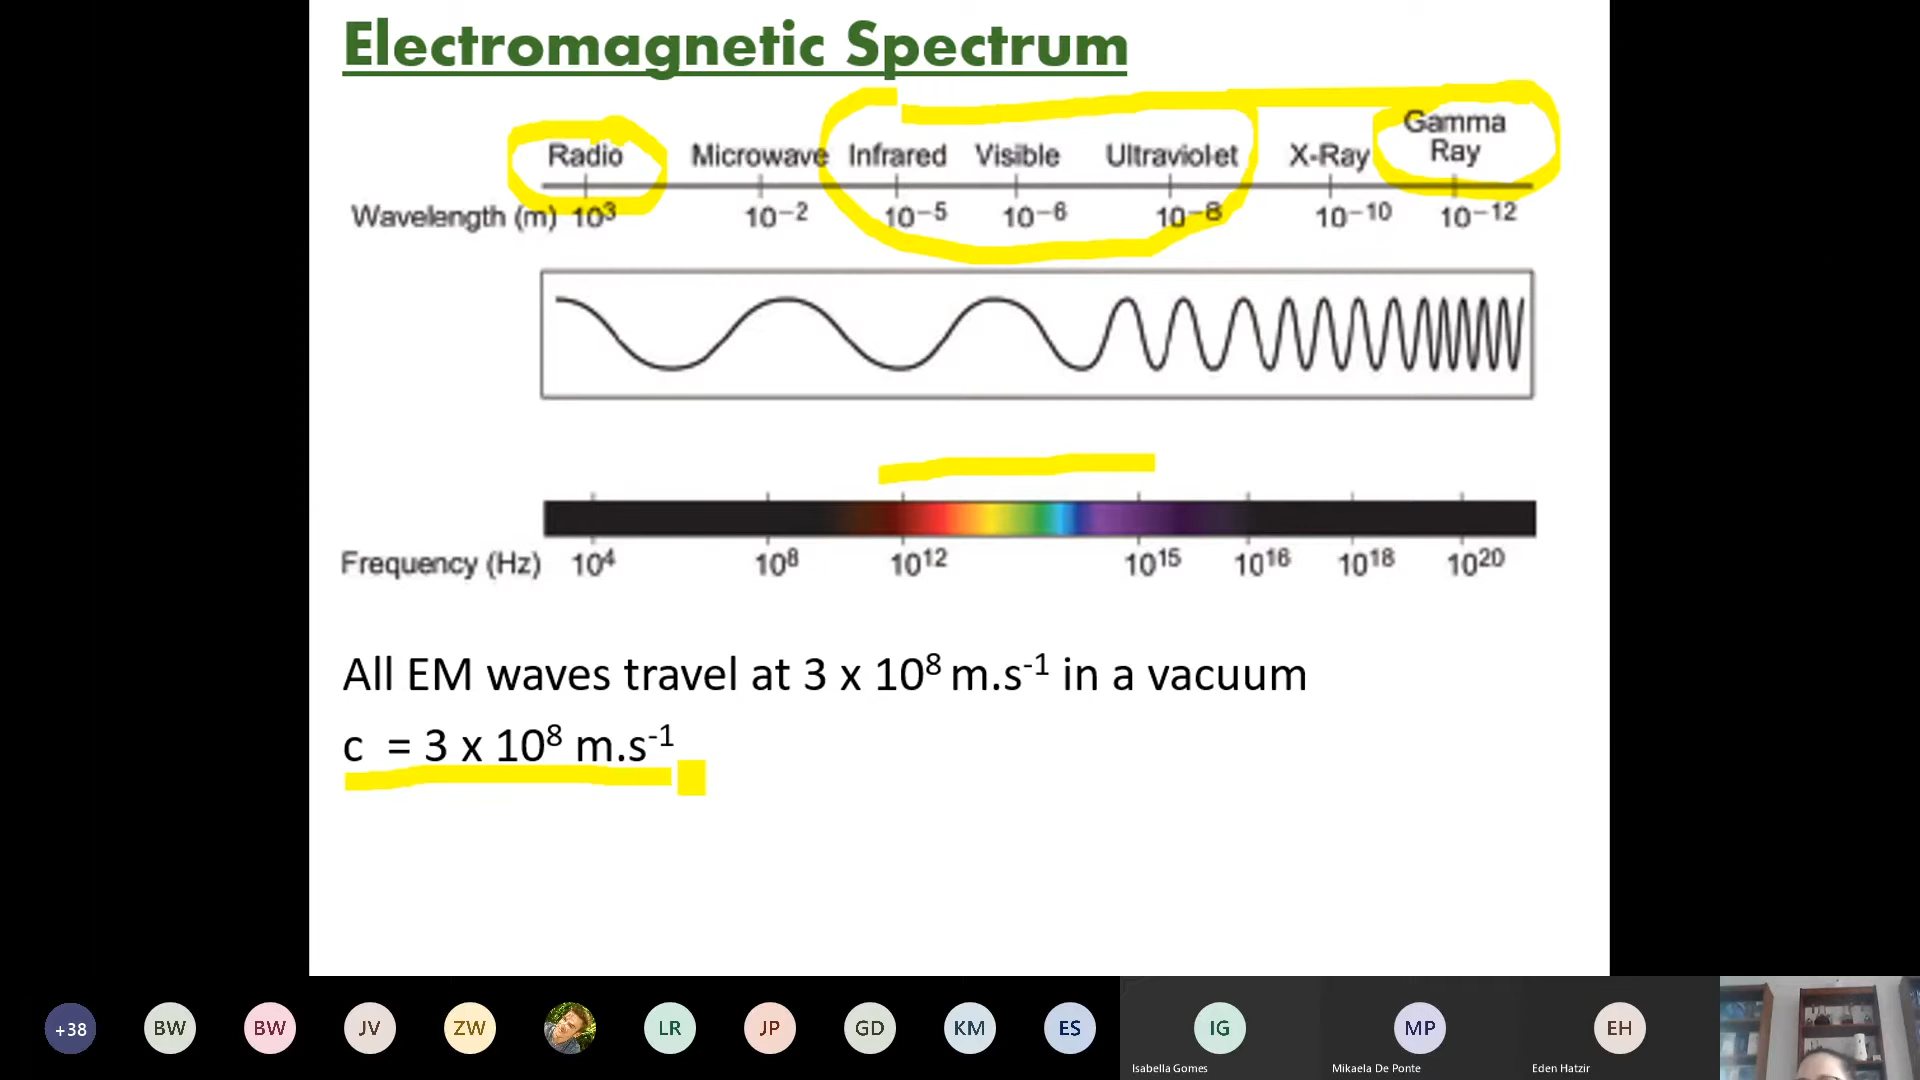 Electromagnetic Spectrum
Radio Microwave Infrared Visible Ultraviolet X-Ray Gamma Ray
Wavelength (m) 10³ 10⁻² 10⁻⁵ 10⁻⁶ 10⁻⁸ 10⁻¹⁰ 10⁻¹²
Frequency (Hz) 10⁴ 10⁸ 10¹² 10¹⁵ 10¹⁶ 10¹⁸ 10²⁰
All EM waves travel at 3 x 10⁸ m.s⁻¹ in a vacuum
c = 3 x 10⁸ m.s⁻¹
+38 BW BW JV ZW LR JP GD KM ES IG MP EH
Isabella Gomes Mikaela De Ponte Eden Hatzir